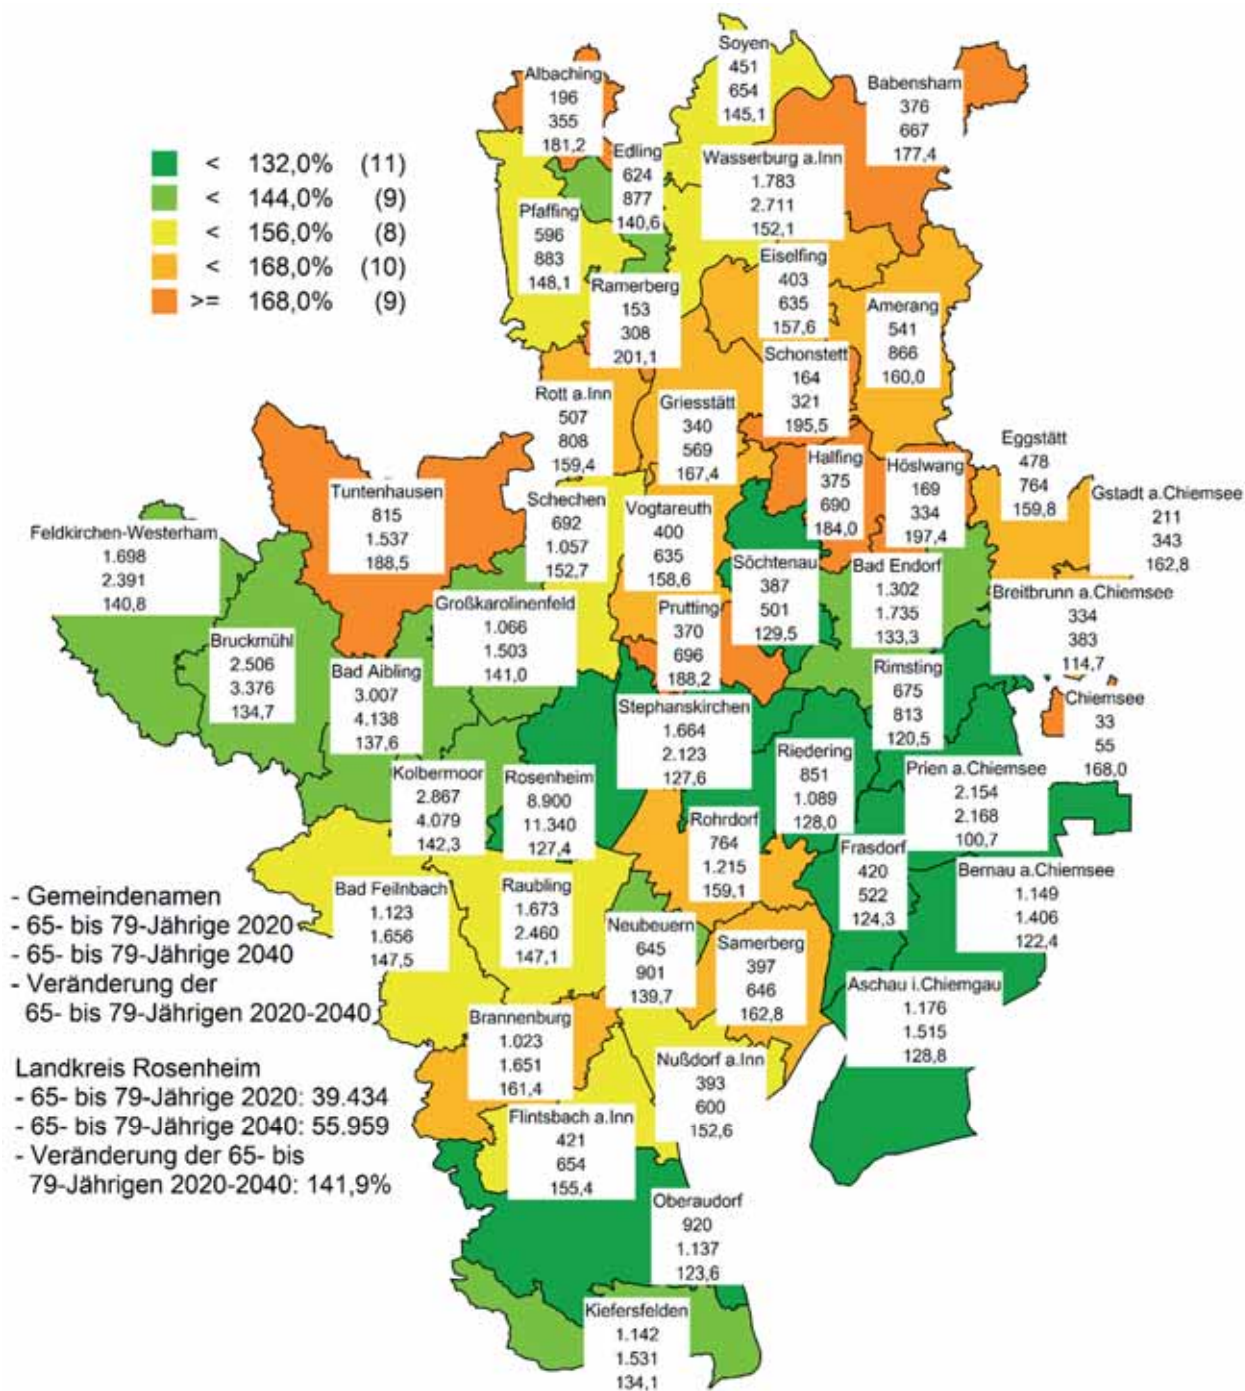 Soyen
451
654
145,1
Albaching
196
355
181,2
Babensham
376
667
177,4
< 132,0% (11)
< 144,0% (9)
< 156,0% (8)
< 168,0% (10)
>= 168,0% (9)
Edling
624
877
140,6
Wasserburg a.Inn
1.783
2.711
152,1
Pfaffing
596
883
148,1
Eiselfing
403
635
157,6
Ramerberg
153
308
201,1
Amerang
541
866
160,0
Schonstett
164
321
195,5
Rott a.Inn
507
808
159,4
Griesstätt
340
569
167,4
Eggstätt
478
764
159,8
Halfing
375
690
184,0
Höslwang
169
334
197,4
Gstadt a.Chiemsee
211
343
162,8
Tuntenhausen
815
1.537
188,5
Schechen
692
1.057
152,7
Vogtareuth
400
635
158,6
Feldkirchen-Westerham
1.698
2.391
140,8
Söchtenau
387
501
129,5
Bad Endorf
1.302
1.735
133,3
Breitbrunn a.Chiemsee
334
383
114,7
Großkarolinenfeld
1.066
1.503
141,0
Prutting
370
696
188,2
Bruckmühl
2.506
3.376
134,7
Bad Aibling
3.007
4.138
137,6
Rimsting
675
813
120,5
Chiemsee
33
55
168,0
Stephanskirchen
1.664
2.123
127,6
Riedering
851
1.089
128,0
Prien a.Chiemsee
2.154
2.168
100,7
Kolbermoor
2.867
4.079
142,3
Rosenheim
8.900
11.340
127,4
Rohrdorf
764
1.215
159,1
Frasdorf
420
522
124,3
Bernau a.Chiemsee
1.149
1.406
122,4
Bad Feilnbach
1.123
1.656
147,5
Raubling
1.673
2.460
147,1
Neubeuern
645
901
139,7
Samerberg
397
646
162,8
Aschau i.Chiemgau
1.176
1.515
128,8
- Gemeindenamen
- 65- bis 79-Jährige 2020
- 65- bis 79-Jährige 2040
- Veränderung der
65- bis 79-Jährigen 2020-2040
Brannenburg
1.023
1.651
161,4
Nußdorf a.Inn
393
600
152,6
Landkreis Rosenheim
- 65- bis 79-Jährige 2020: 39.434
- 65- bis 79-Jährige 2040: 55.959
- Veränderung der 65- bis
79-Jährigen 2020-2040: 141,9%
Flintsbach a.Inn
421
654
155,4
Oberaudorf
920
1.137
123,6
Kiefersfelden
1.142
1.531
134,1